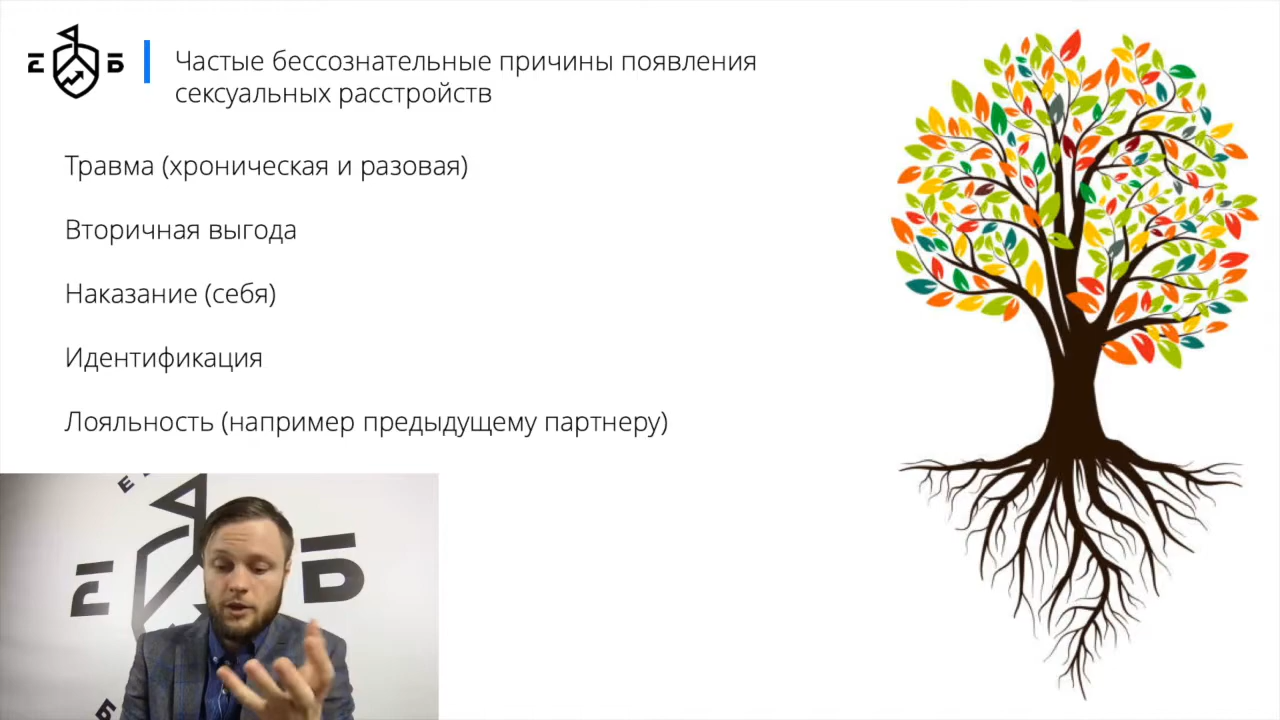 Е Б
Частые бессознательные причины появления
сексуальных расстройств
Травма (хроническая и разовая)
Вторичная выгода
Наказание (себя)
Идентификация
Лояльность (например предыдущему партнеру)
Е
Е Б
Б